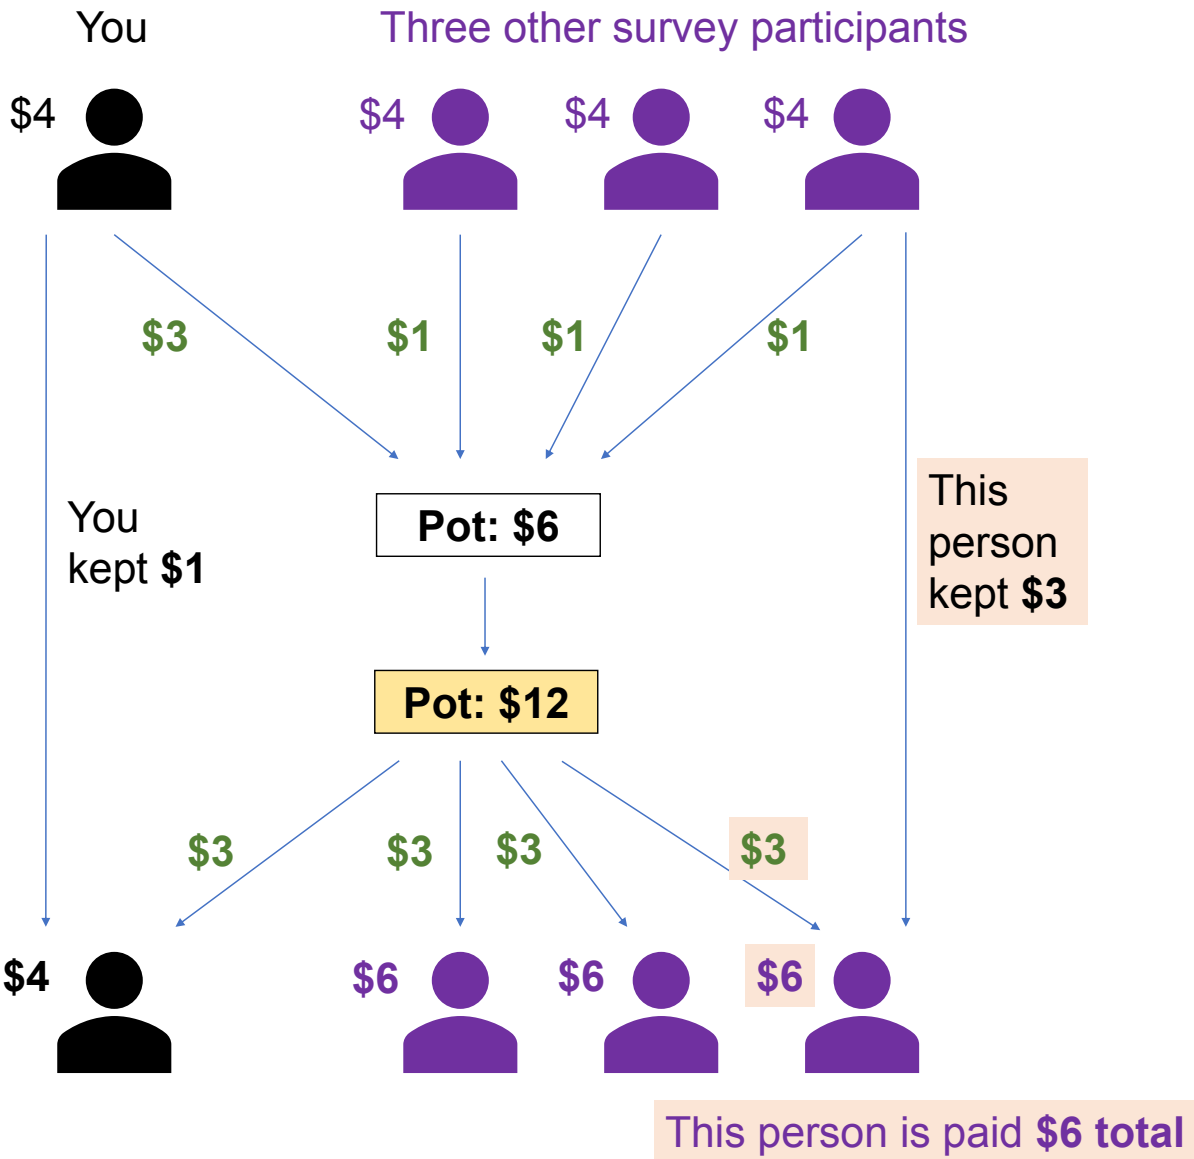 You
Three other survey participants
$4
$4
$4
$4
$3
$1
$1
$1
You
kept $1
Pot: $6
This
person
kept $3
Pot: $12
$3
$3
$3
$3
$4
$6
$6
$6
This person is paid $6 total